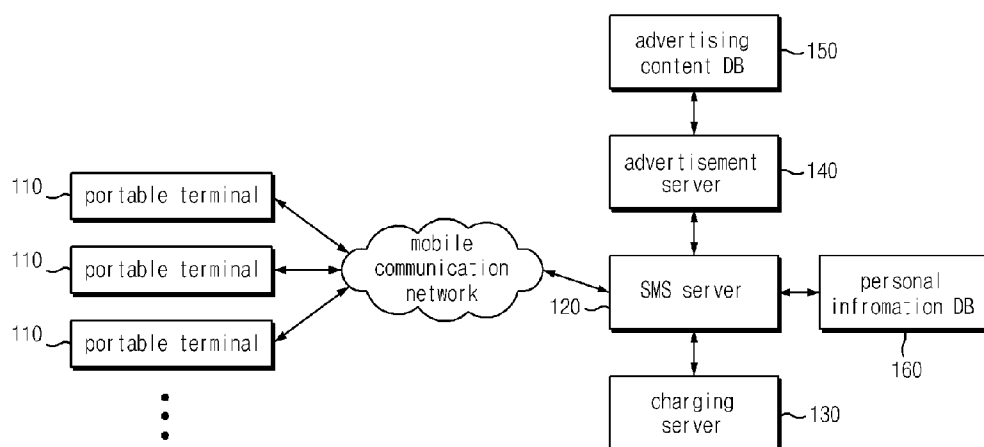 advertising
content DB
150
advertisement
server
140
110
portable terminal
110
portable terminal
110
portable terminal
mobile
communication
network
SMS server
120
personal
infromation DB
160
charging
server
130